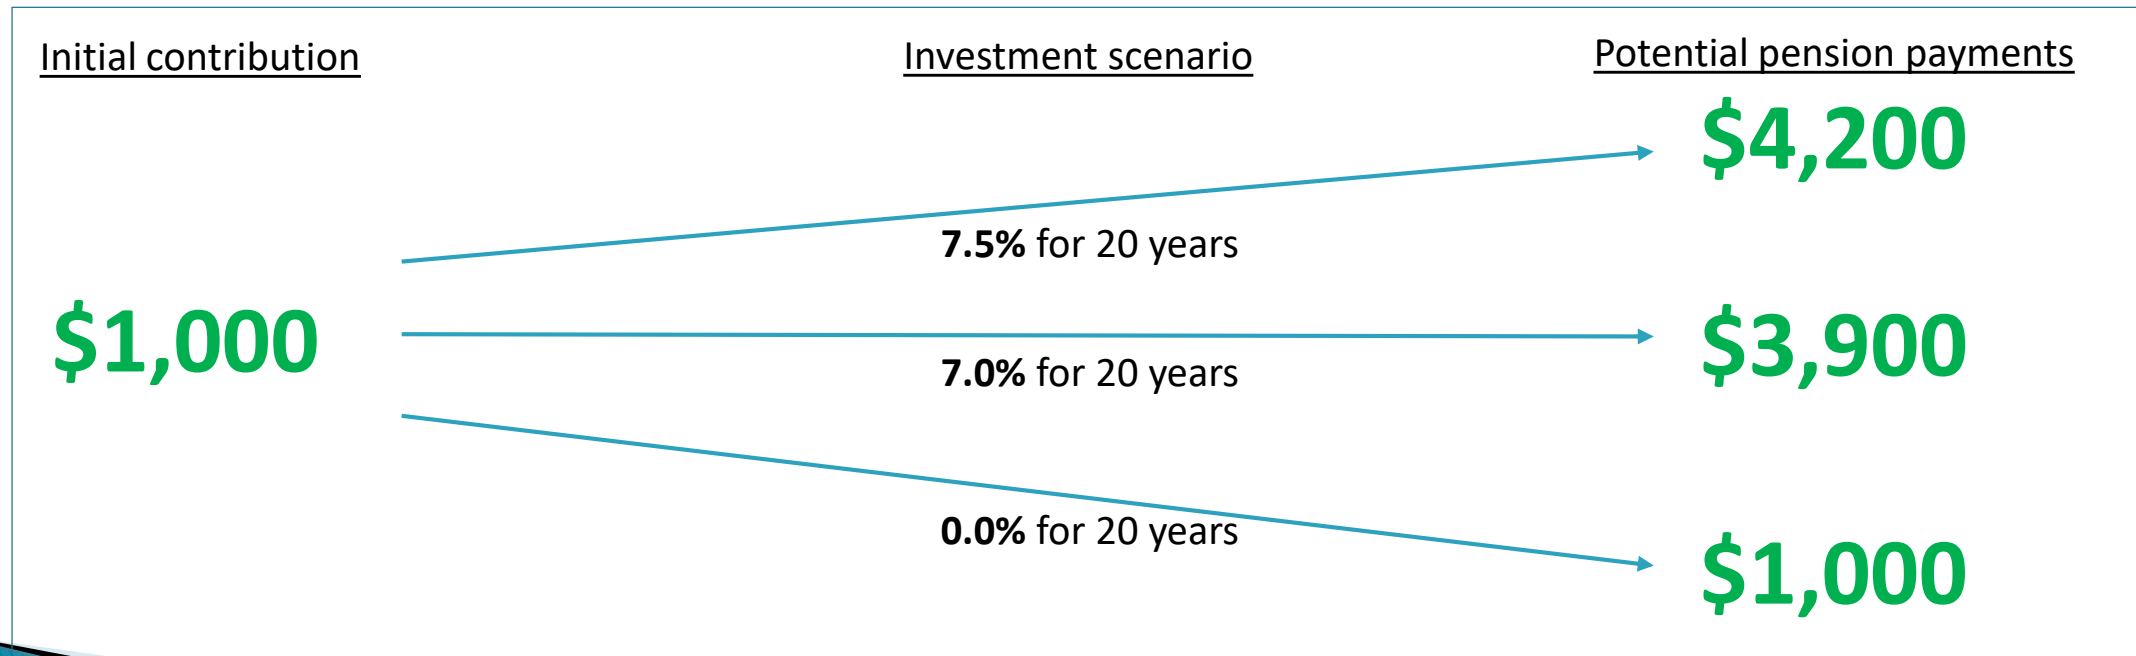 Initial contribution
Investment scenario
Potential pension payments
$4,200
7.5% for 20 years
$1,000
$3,900
7.0% for 20 years
0.0% for 20 years
$1,000